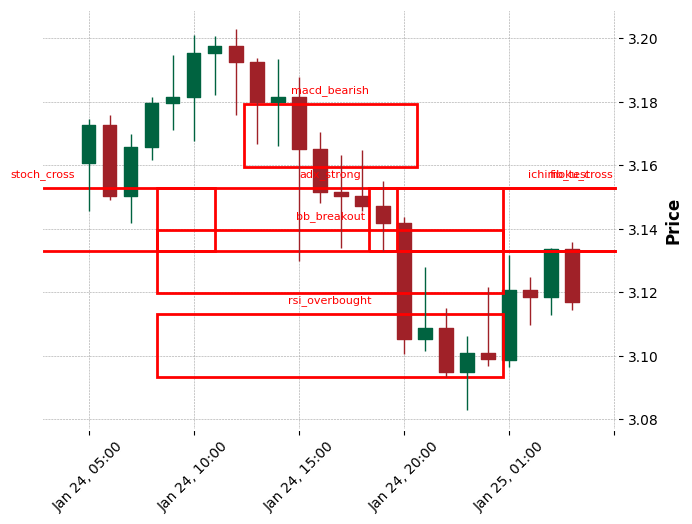 3.20
3.18
macd_bearish
3.16
stoch_cross
adx_strong
3.14
bb_breakout
Price
3.12
rsi_overbought
3.10
3.08
Jan 24, 05:00
Jan 24, 10:00
Jan 24, 15:00
Jan 24, 20:00
Jan 25, 01:00